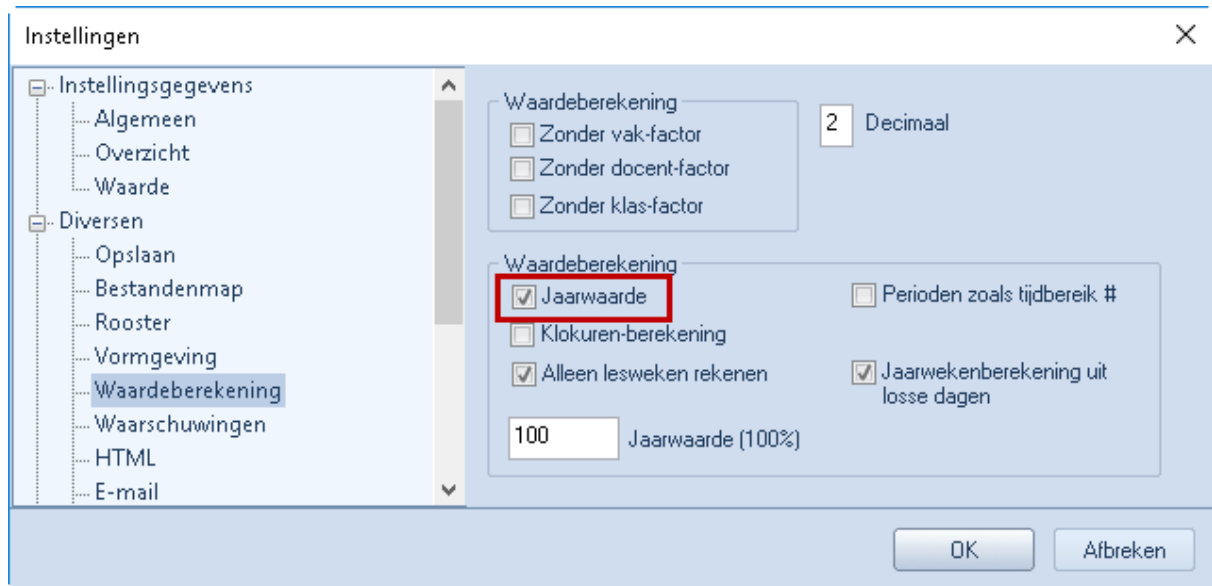 Instellingen
Instellingsgegevens
Algemeen
Overzicht
Waarde
Diversen
Opslaan
Bestandenmap
Rooster
Vormgeving
Waardeberekening
Waarschuwingen
HTML
E-mail
Waardeberekening
Zonder vak-factor
Zonder docent-factor
Zonder klas-factor
2 Decimaal
Waardeberekening
Jaarwaarde
Perioden zoals tijdbereik #
Klokuren-berekening
Alleen lesweken rekenen
Jaarwekenberekening uit
losse dagen
100 Jaarwaarde (100%)
OK
Afbreken